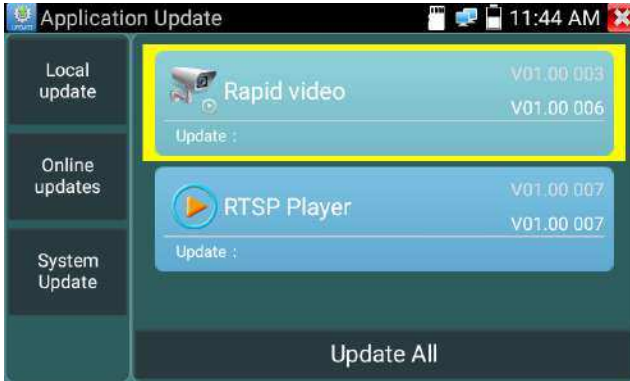 Application Update
11:44 AM
Local
update
Online
updates
System
Update
Rapid video
V01.00 003
V01.00 006
Update :
RTSP Player
V01.00 007
V01.00 007
Update :
Update All